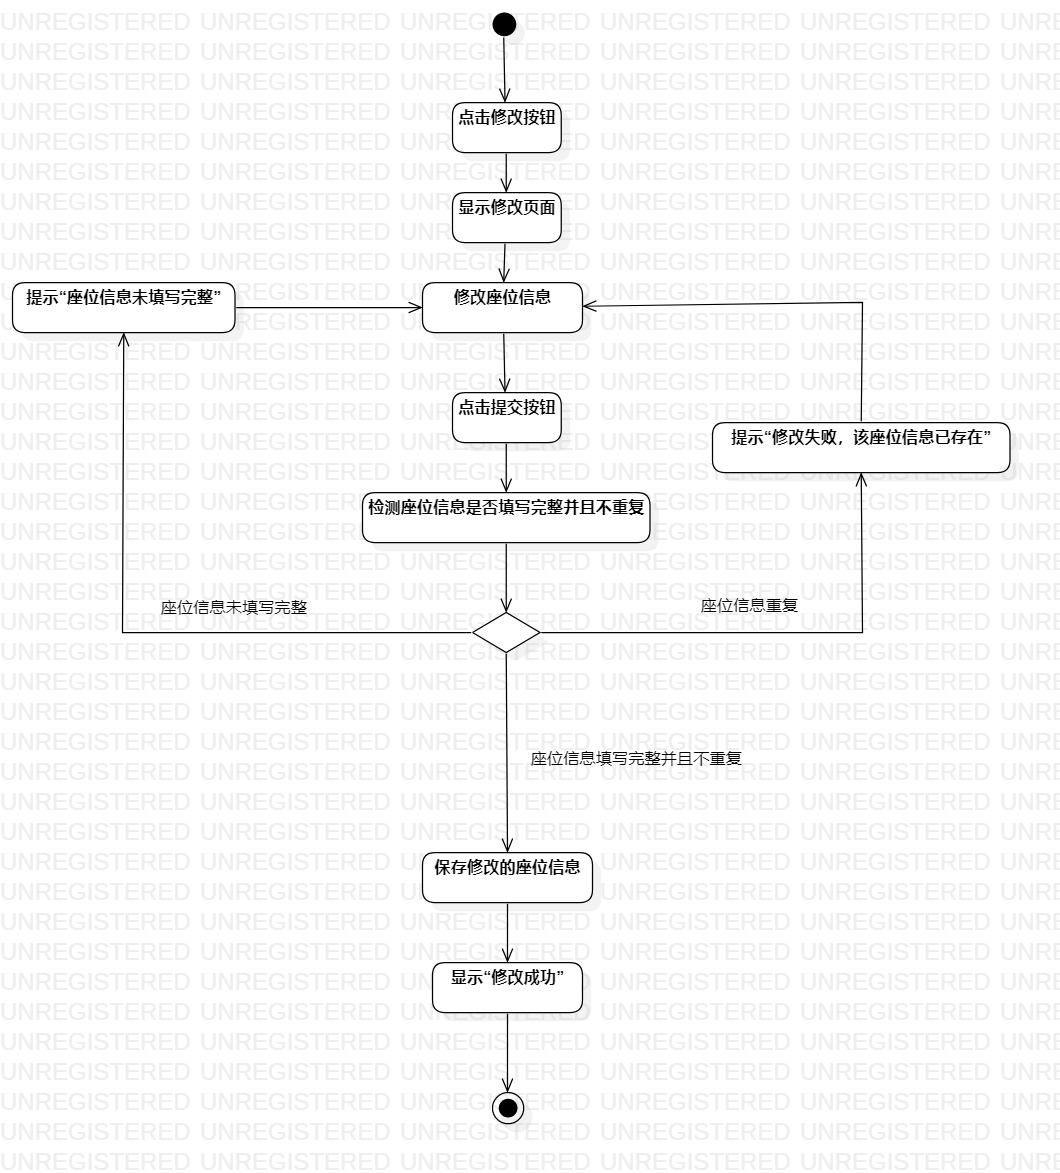 点击修改按钮
显示修改页面
提示“座位信息未填写完整”
修改座位信息
点击提交按钮
提示“修改失败，该座位信息已存在”
检测座位信息是否填写完整并且不重复
座位信息未填写完整
座位信息重复
座位信息填写完整并且不重复
保存修改的座位信息
显示“修改成功”
UNREGISTERED